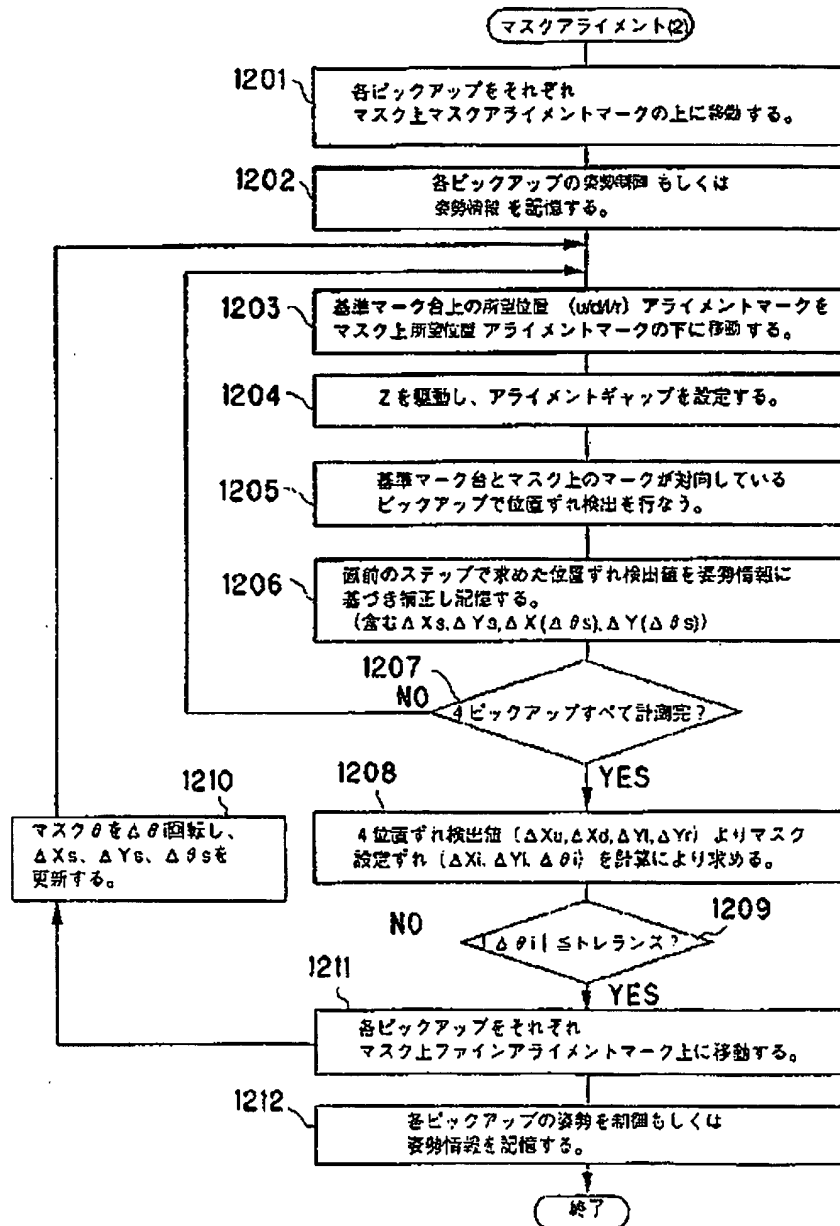 マスクアライメント(2)
1201
各ピックアップをそれぞれ
マスク上マスクアライメントマークの上に移動する。
1202
各ピックアップの姿勢制御もしくは
姿勢情報を記憶する。
1203
基準マーク台上の所望位置 (u/d/l/r) アライメントマークを
マスク上所望位置アライメントマークの下に移動する。
1204
Zを駆動し、アライメントギャップを設定する。
1205
基準マーク台とマスク上のマークが対向している
ピックアップで位置ずれ検出を行なう。
1206
直前のステップで求めた位置ずれ検出値を姿勢情報に
基づき補正し記憶する。
(含むΔXs,ΔYs,ΔX(Δθs),ΔY(Δθs))
1207
NO
4ピックアップすべて計測完?
YES
1208
4位置ずれ検出値 (ΔXu,ΔXd,ΔYl,ΔYr) よりマスク
設定ずれ (ΔXi,ΔYi,Δθi) を計算により求める。
1210
マスクθをΔθi回転し、
ΔXs、ΔYs、Δθsを
更新する。
1209
NO
|Δθi|≦トレランス?
YES
1211
各ピックアップをそれぞれ
マスク上ファインアライメントマーク上に移動する。
1212
各ピックアップの姿勢を制御もしくは
姿勢情報を記憶する。
終了